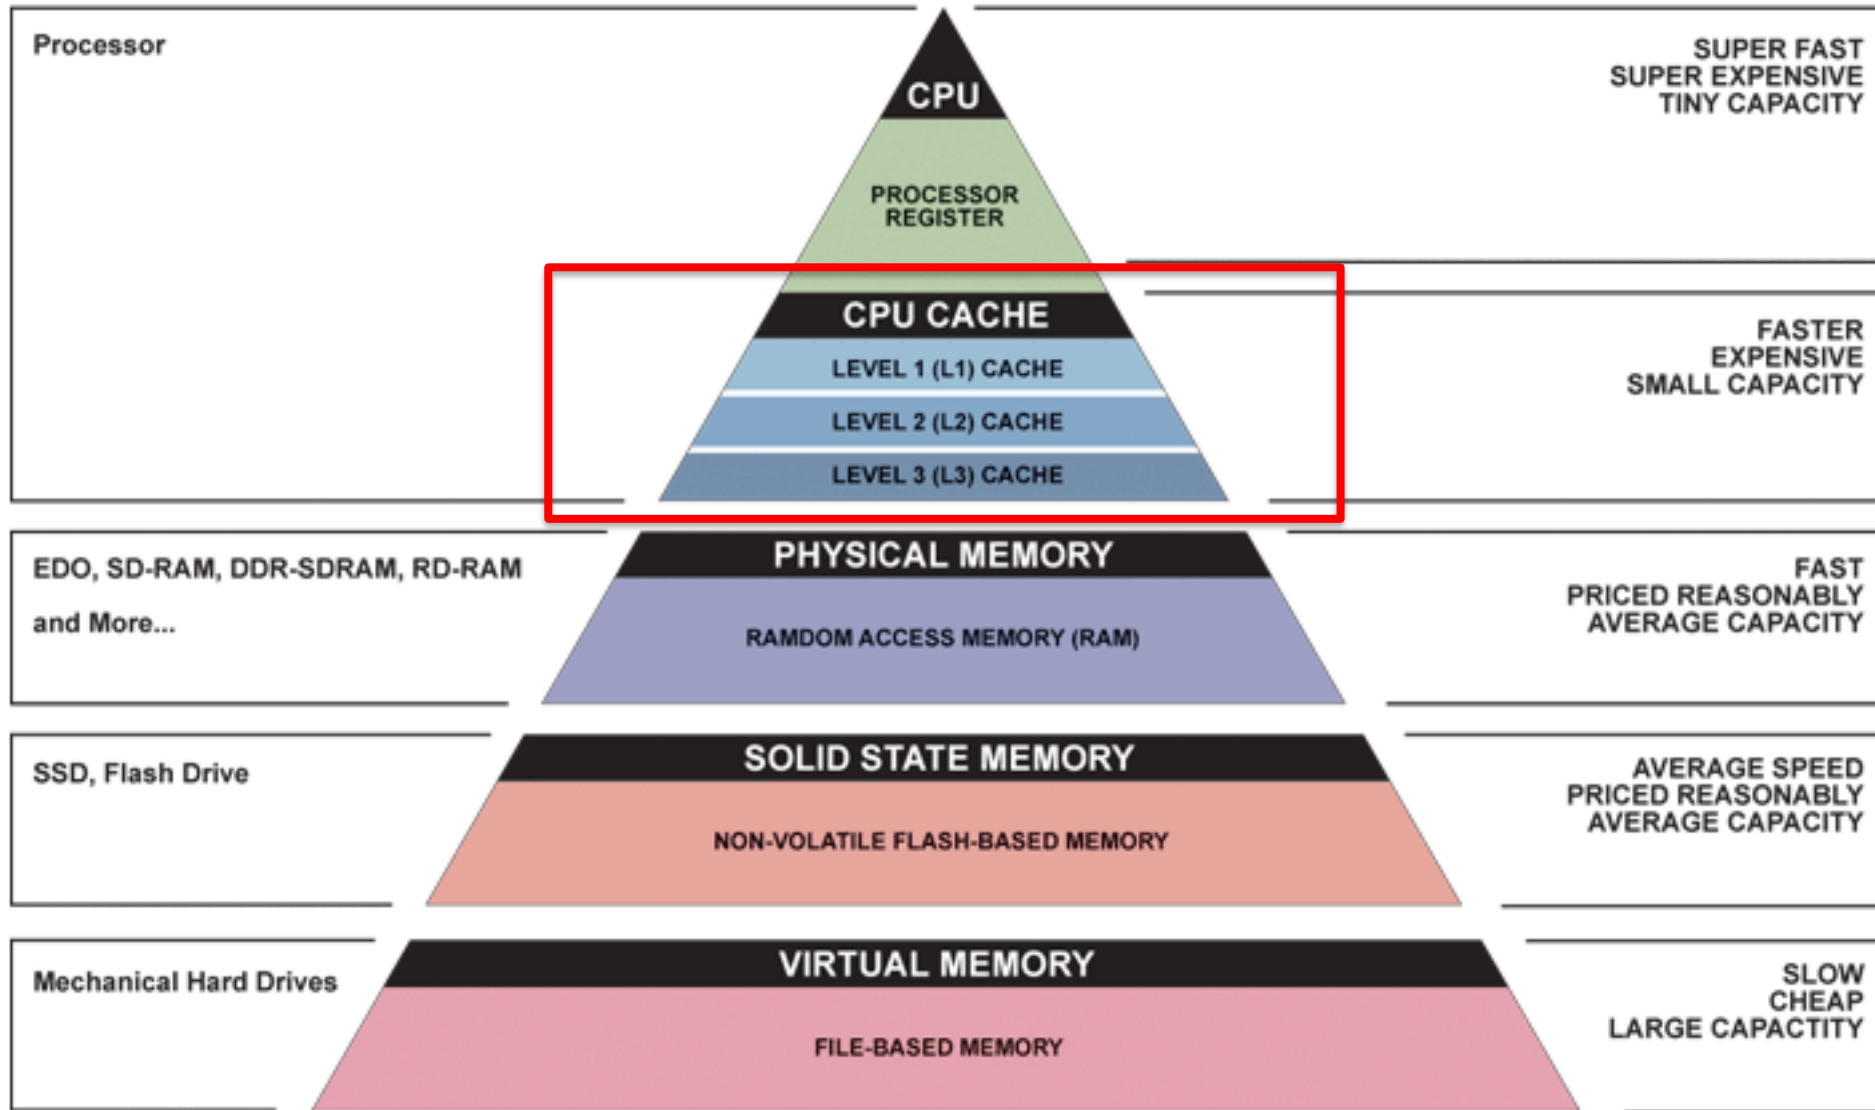 Processor
CPU
SUPER FAST
SUPER EXPENSIVE
TINY CAPACITY
PROCESSOR
REGISTER
CPU CACHE
LEVEL 1 (L1) CACHE
LEVEL 2 (L2) CACHE
LEVEL 3 (L3) CACHE
FASTER
EXPENSIVE
SMALL CAPACITY
EDO, SD-RAM, DDR-SDRAM, RD-RAM
and More...
PHYSICAL MEMORY
RAMDOM ACCESS MEMORY (RAM)
FAST
PRICED REASONABLY
AVERAGE CAPACITY
SSD, Flash Drive
SOLID STATE MEMORY
NON-VOLATILE FLASH-BASED MEMORY
AVERAGE SPEED
PRICED REASONABLY
AVERAGE CAPACITY
Mechanical Hard Drives
VIRTUAL MEMORY
FILE-BASED MEMORY
SLOW
CHEAP
LARGE CAPACTITY